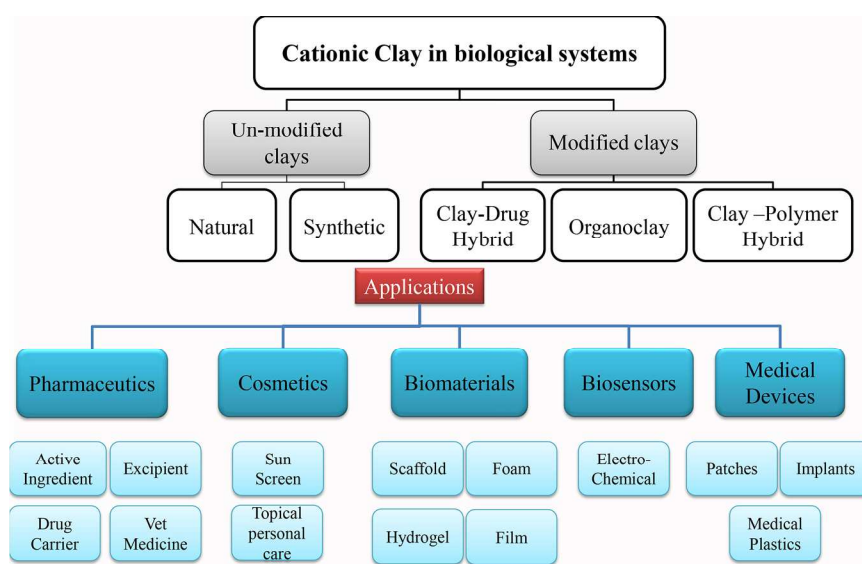 Cationic Clay in biological systems
Un-modified
clays
Modified clays
Natural
Synthetic
Clay-Drug
Hybrid
Organoclay
Clay –Polymer
Hybrid
Applications
Pharmaceutics
Cosmetics
Biomaterials
Biosensors
Medical
Devices
Active
Ingredient
Excipient
Sun
Screen
Scaffold
Foam
Electro-
Chemical
Patches
Implants
Drug
Carrier
Vet
Medicine
Topical
personal
care
Hydrogel
Film
Medical
Plastics